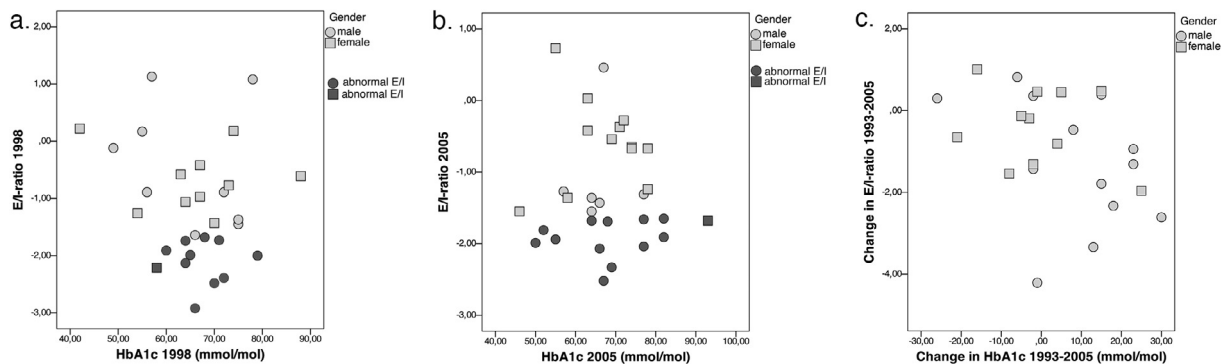 a.
E/I-ratio 1998
2,00
1,00
,00
-1,00
-2,00
-3,00
40,00 50,00 60,00 70,00 80,00 90,00
HbA1c 1998 (mmol/mol)
Gender
male
female
abnormal E/I
abnormal E/I
b.
E/I-ratio 2005
1,00
,00
-1,00
-2,00
-3,00
40,00 50,00 60,00 70,00 80,00 90,00 100,00
HbA1c 2005 (mmol/mol)
Gender
male
female
abnormal E/I
abnormal E/I
c.
Change in E/I-ratio 1993-2005
2,00
,00
-2,00
-4,00
-30,00 -20,00 -10,00 ,00 10,00 20,00 30,00
Change in HbA1c 1993-2005 (mmol/mol)
Gender
male
female